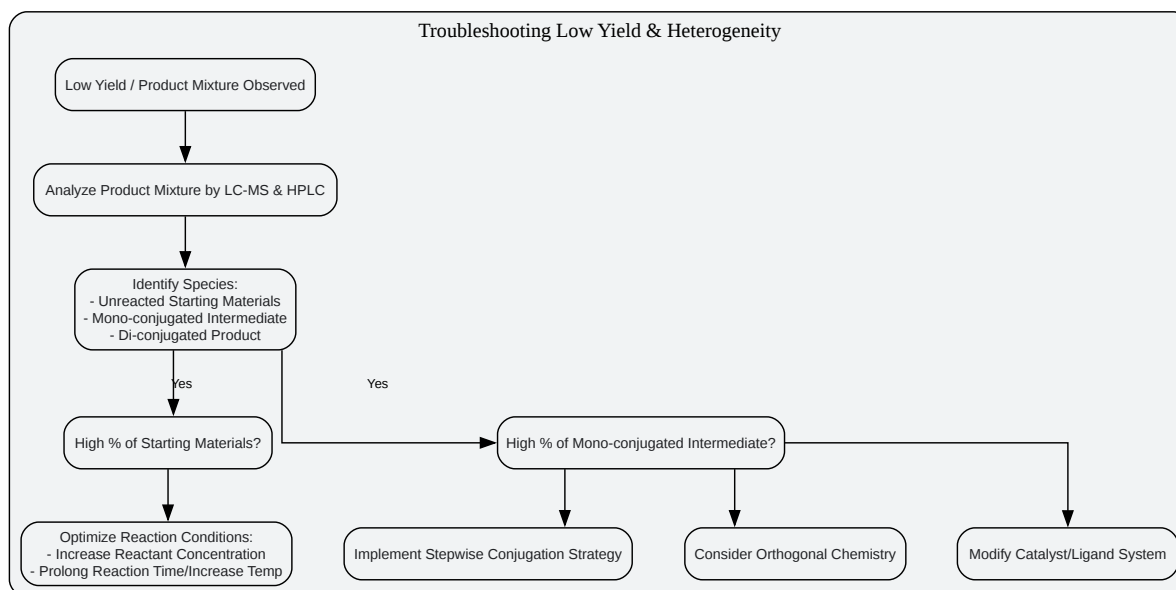 Troubleshooting Low Yield & Heterogeneity
Low Yield / Product Mixture Observed
Analyze Product Mixture by LC-MS & HPLC
Identify Species:
- Unreacted Starting Materials
- Mono-conjugated Intermediate
- Di-conjugated Product
Yes
Yes
High % of Starting Materials?
High % of Mono-conjugated Intermediate?
Optimize Reaction Conditions:
- Increase Reactant Concentration
- Prolong Reaction Time/Increase Temp
Implement Stepwise Conjugation Strategy
Consider Orthogonal Chemistry
Modify Catalyst/Ligand System